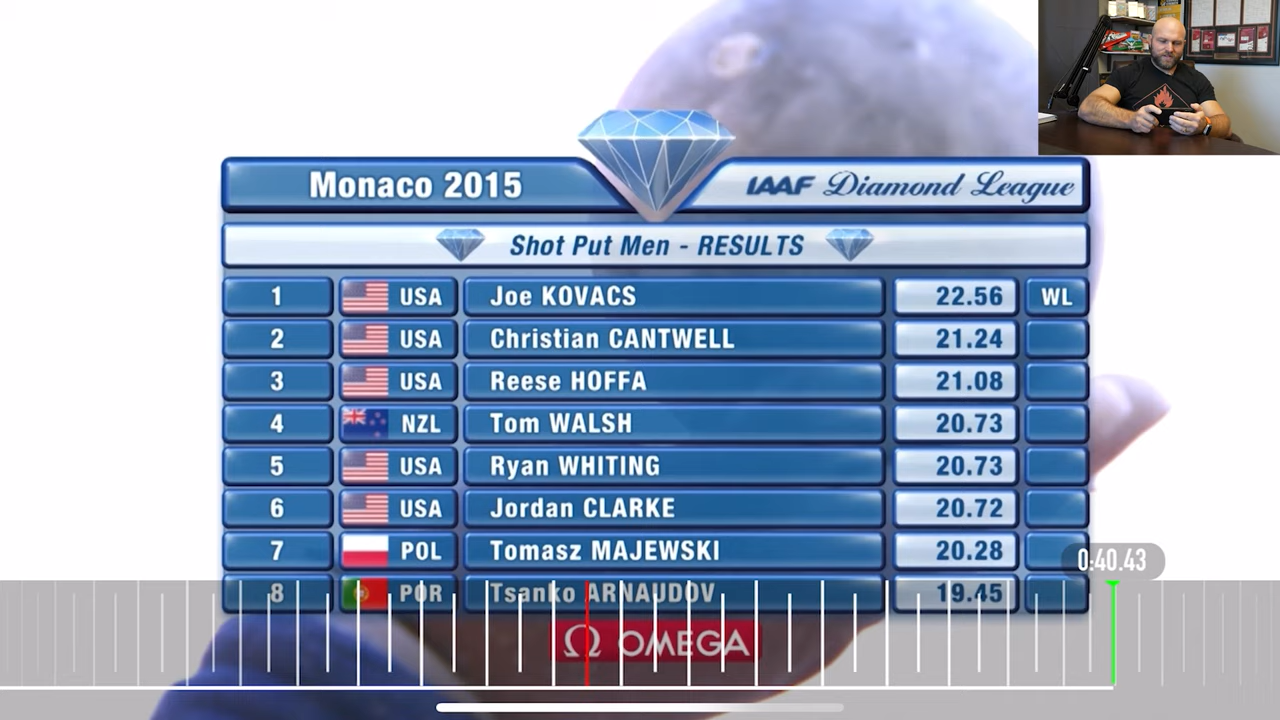 Monaco 2015
IAAF Diamond League
Shot Put Men - RESULTS
1 USA Joe KOVACS 22.56 WL
2 USA Christian CANTWELL 21.24
3 USA Reese HOFFA 21.08
4 NZL Tom WALSH 20.73
5 USA Ryan WHITING 20.73
6 USA Jordan CLARKE 20.72
7 POL Tomasz MAJEWSKI 20.28
0:40.43
8 POR Tsanko ARNAUDOV 19.45
Ω OMEGA